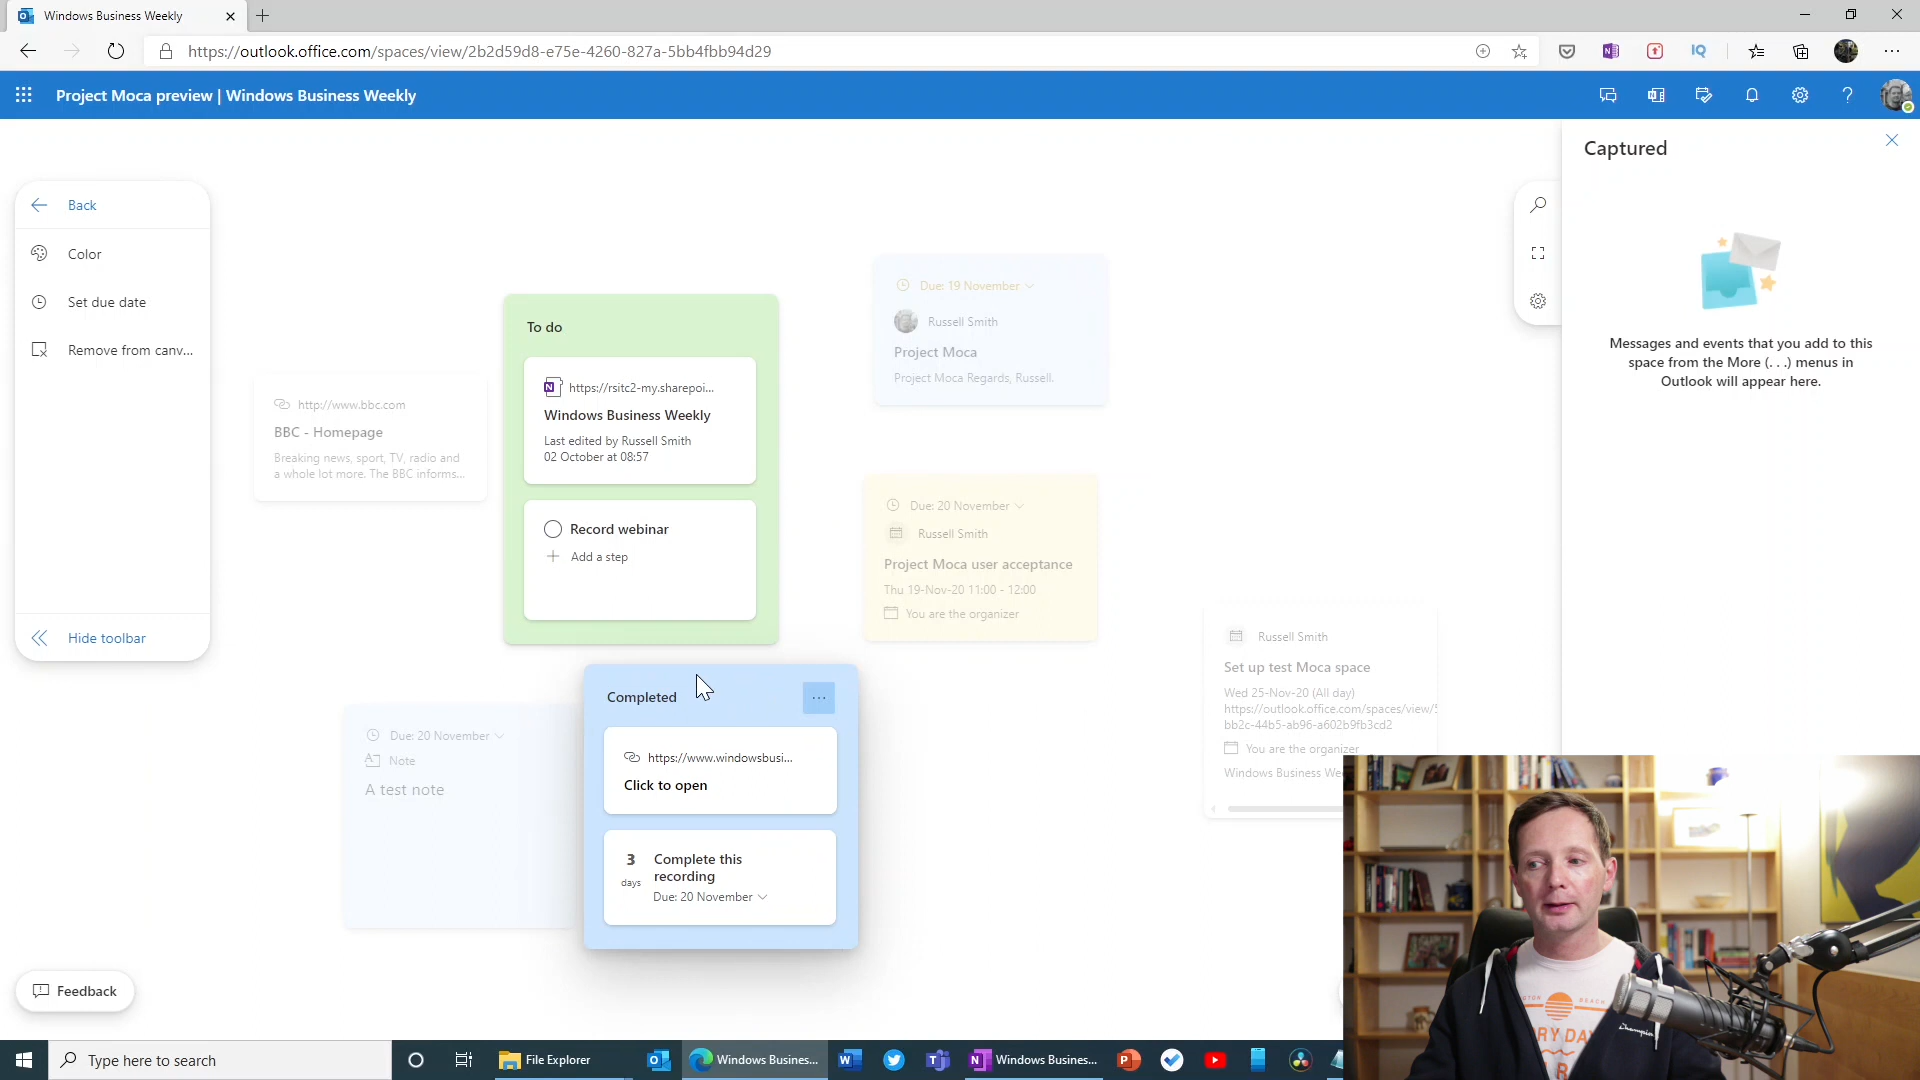 Windows Business Weekly
https://outlook.office.com/spaces/view/2b2d59d8-e75e-4260-827a-5bb4fbb94d29
IQ
Project Moca preview | Windows Business Weekly
Captured
Messages and events that you add to this
space from the More (. . .) menus in
Outlook will appear here.
Back
Color
Set due date
Remove from canv...
Hide toolbar
http://www.bbc.com
BBC - Homepage
Breaking news, sport, TV, radio and
a whole lot more. The BBC informs...
To do
https://rsitc2-my.sharepoi...
Windows Business Weekly
Last edited by Russell Smith
02 October at 08:57
Record webinar
Add a step
Due: 19 November
Russell Smith
Project Moca
Project Moca Regards, Russell.
Due: 20 November
Russell Smith
Project Moca user acceptance
Thu 19-Nov-20 11:00 - 12:00
You are the organizer
Russell Smith
Set up test Moca space
Wed 25-Nov-20 (All day)
https://outlook.office.com/spaces/view/5
bb2c-44b5-ab96-a602b9fb3cd2
You are the organizer
Windows Business We
Due: 20 November
Note
A test note
Completed
https://www.windowsbusi...
Click to open
3
days
Complete this
recording
Due: 20 November
Feedback
Champion
Type here to search
File Explorer
Windows Busines...
Windows Busines...